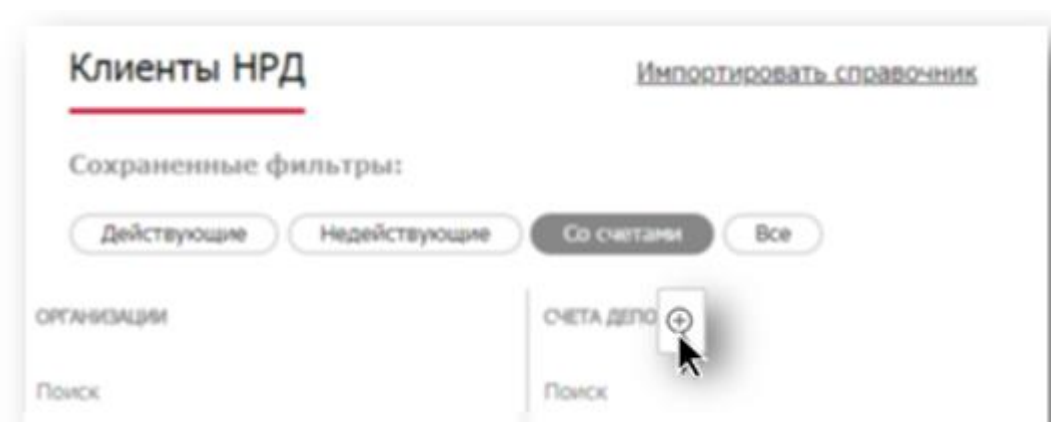 Клиенты НРД Импортировать справочник
Сохраненные фильтры:
Действующие Недействующие Со счетами Все
ОРГАНИЗАЦИИ СЧЕТА ДЕПО
Поиск Поиск